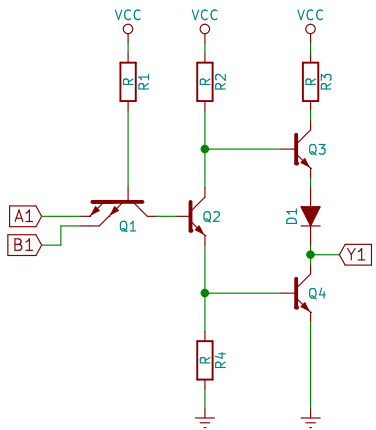 VCC VCC VCC
R R1 R R2 R R3
Q3
A1
Q1 Q2 D1
B1 Y1
Q4
R R4